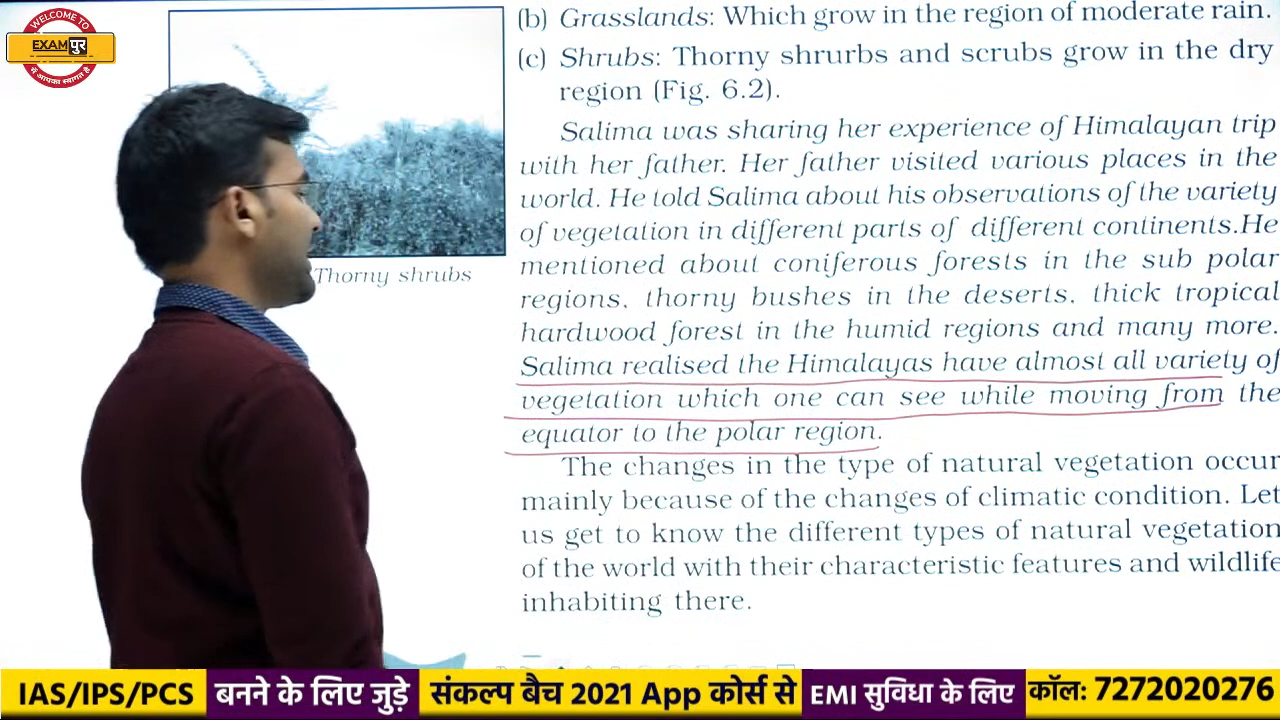 WELCOME TO
EXAMपुर
में आपका स्वागत है
(b) Grasslands: Which grow in the region of moderate rain.
(c) Shrubs: Thorny shrurbs and scrubs grow in the dry
region (Fig. 6.2).
Thorny shrubs
Salima was sharing her experience of Himalayan trip
with her father. Her father visited various places in the
world. He told Salima about his observations of the variety
of vegetation in different parts of different continents.He
mentioned about coniferous forests in the sub polar
regions, thorny bushes in the deserts, thick tropical
hardwood forest in the humid regions and many more.
Salima realised the Himalayas have almost all variety of
vegetation which one can see while moving from the
equator to the polar region.
The changes in the type of natural vegetation occur
mainly because of the changes of climatic condition. Let
us get to know the different types of natural vegetation
of the world with their characteristic features and wildlife
inhabiting there.
IAS/IPS/PCS बनने के लिए जुड़े संकल्प बैच 2021 App कोर्स से EMI सुविधा के लिए कॉल: 7272020276